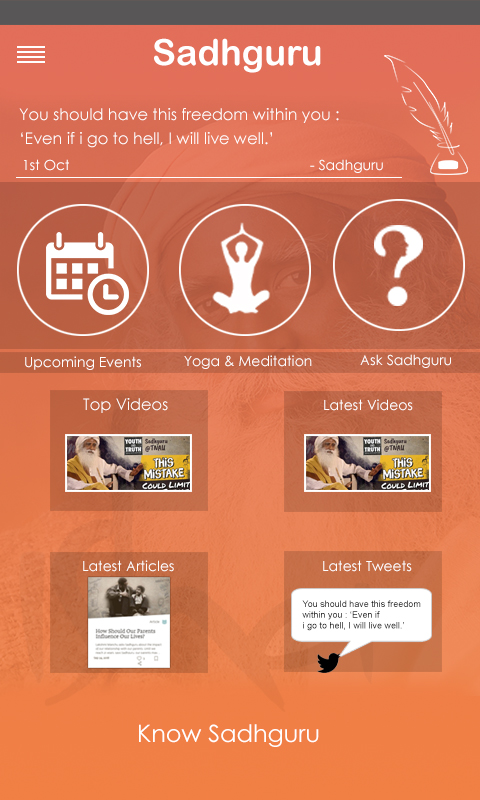 Sadhguru
You should have this freedom within you :
‘Even if i go to hell, I will live well.’
1st Oct
- Sadhguru
Upcoming Events
Yoga & Meditation
Ask Sadhguru
Top Videos
Latest Videos
YOUTH
TRUTH
Sadhguru
@TNAU
THIS
MISTAKE
COULD LIMIT
YOUTH
TRUTH
Sadhguru
@TNAU
THIS
MISTAKE
COULD LIMIT
Latest Articles
Latest Tweets
How Should Our Parents
Influence Our Lives?
You should have this freedom
within you : ‘Even if
i go to hell, I will live well.’
Know Sadhguru